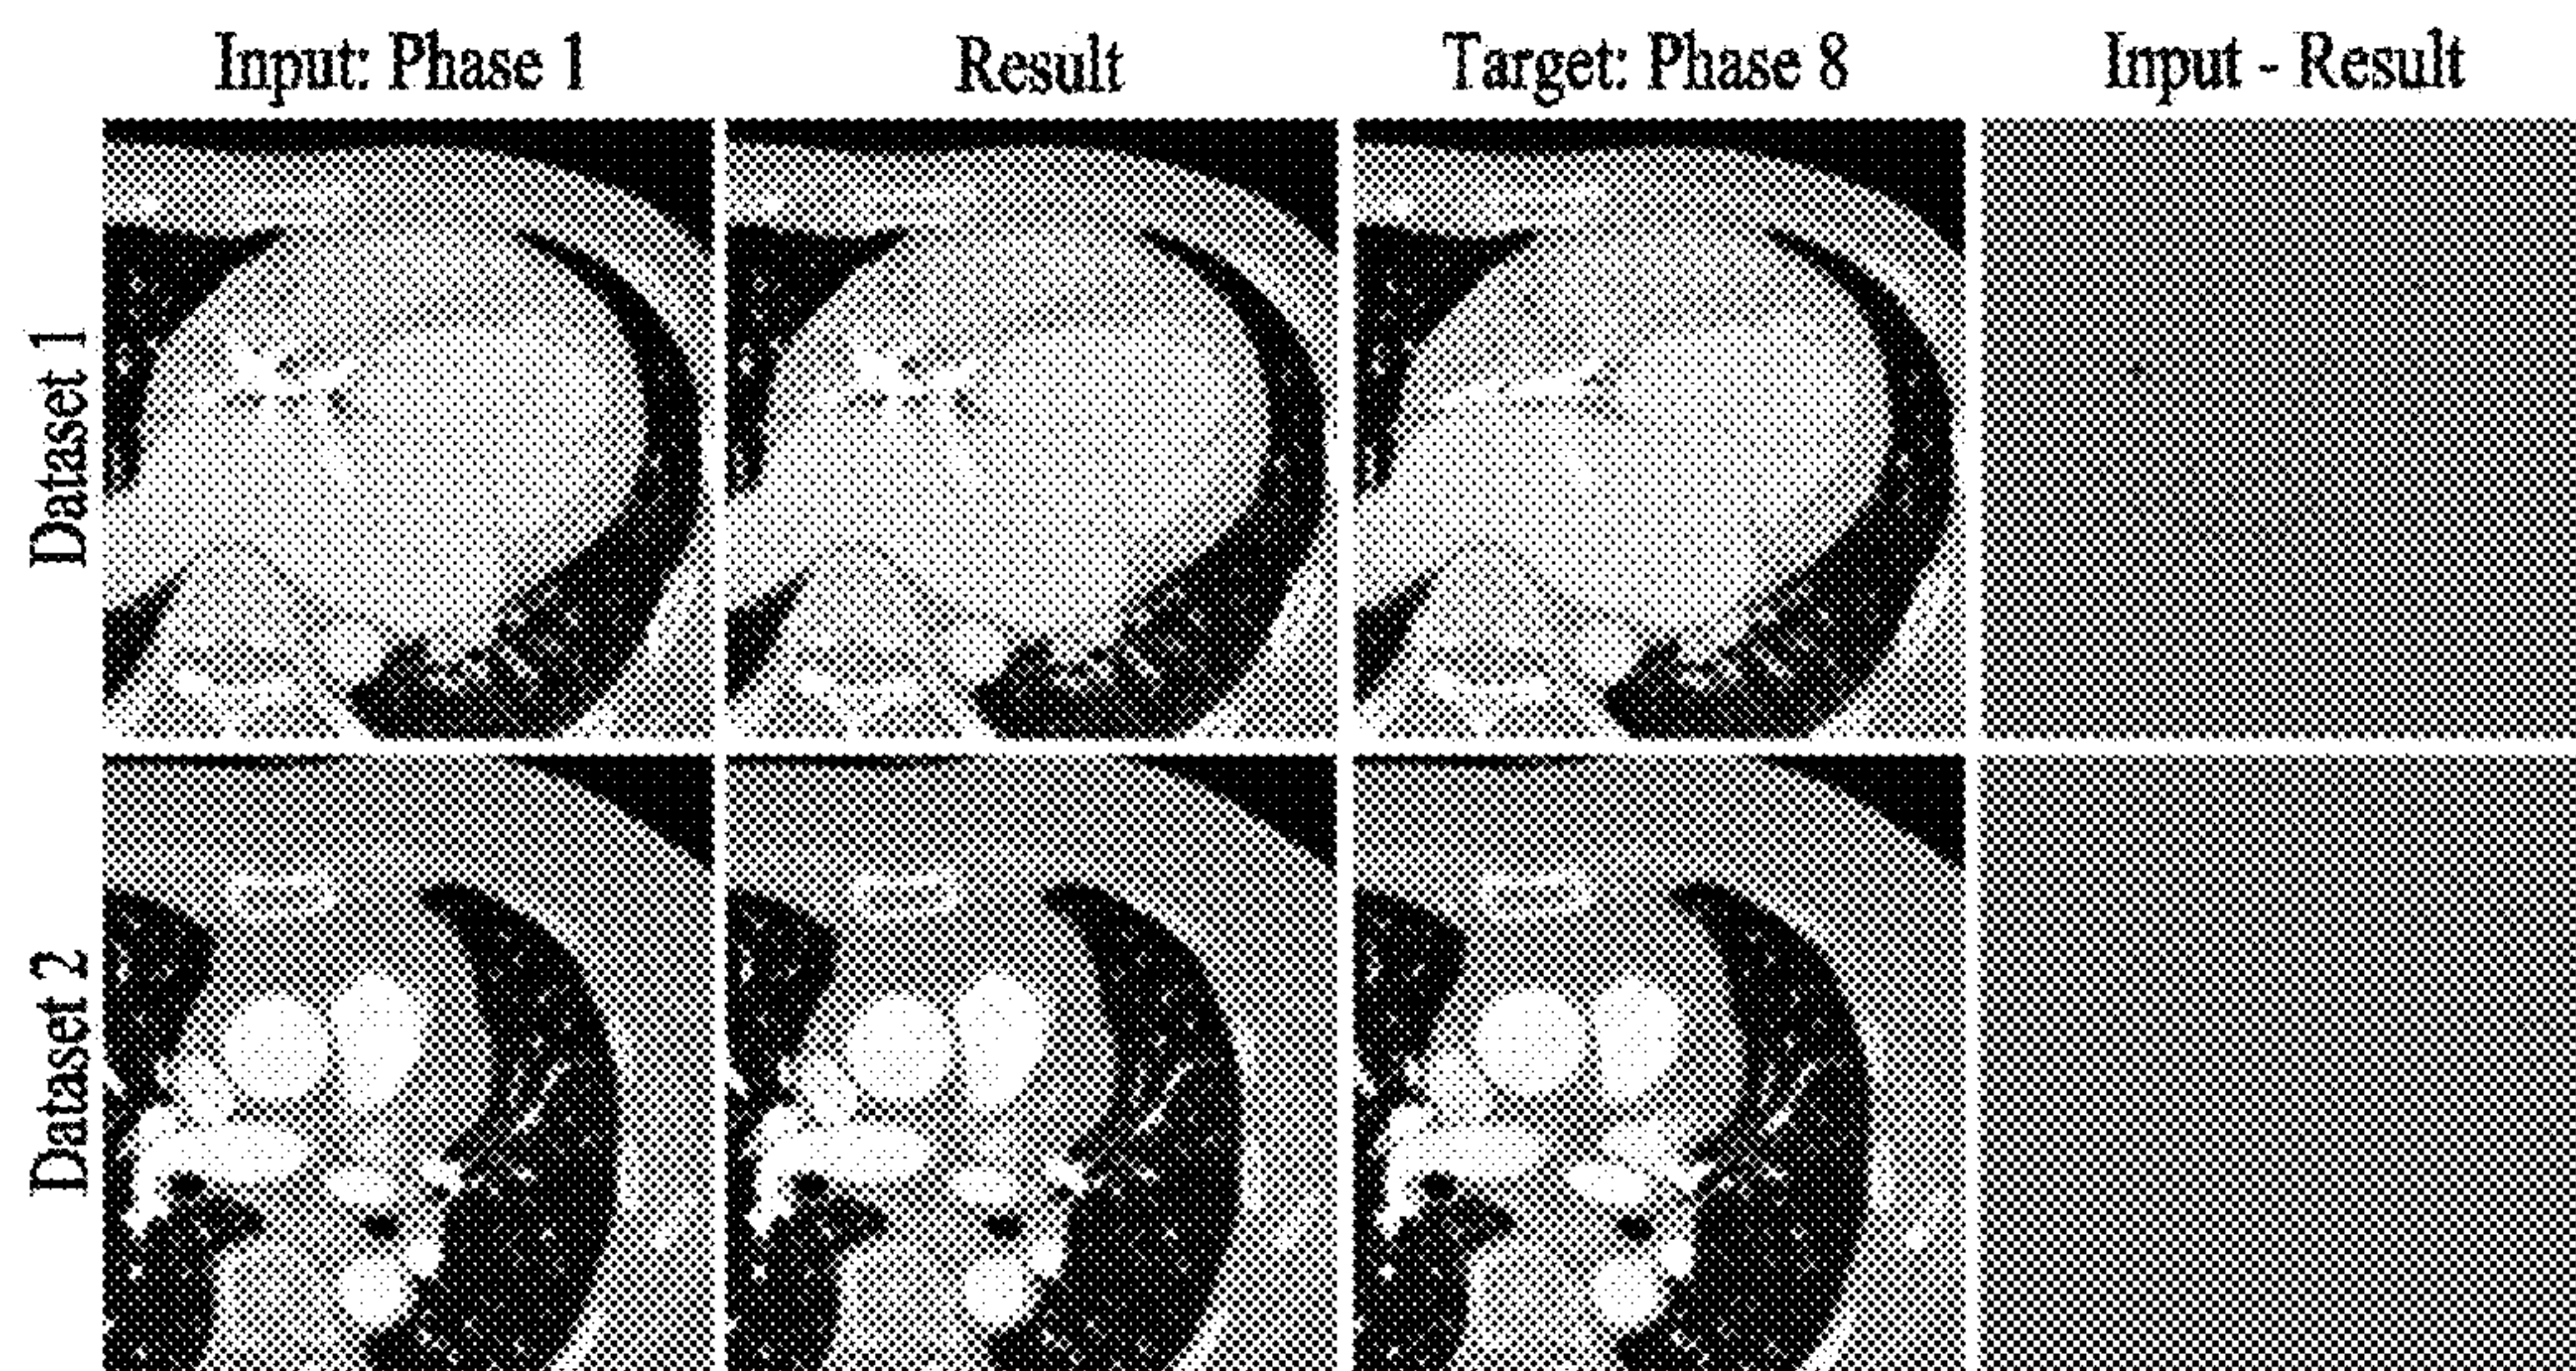 Input: Phase 1
Result
Target: Phase 8
Input - Result
Dataset 1
Dataset 2